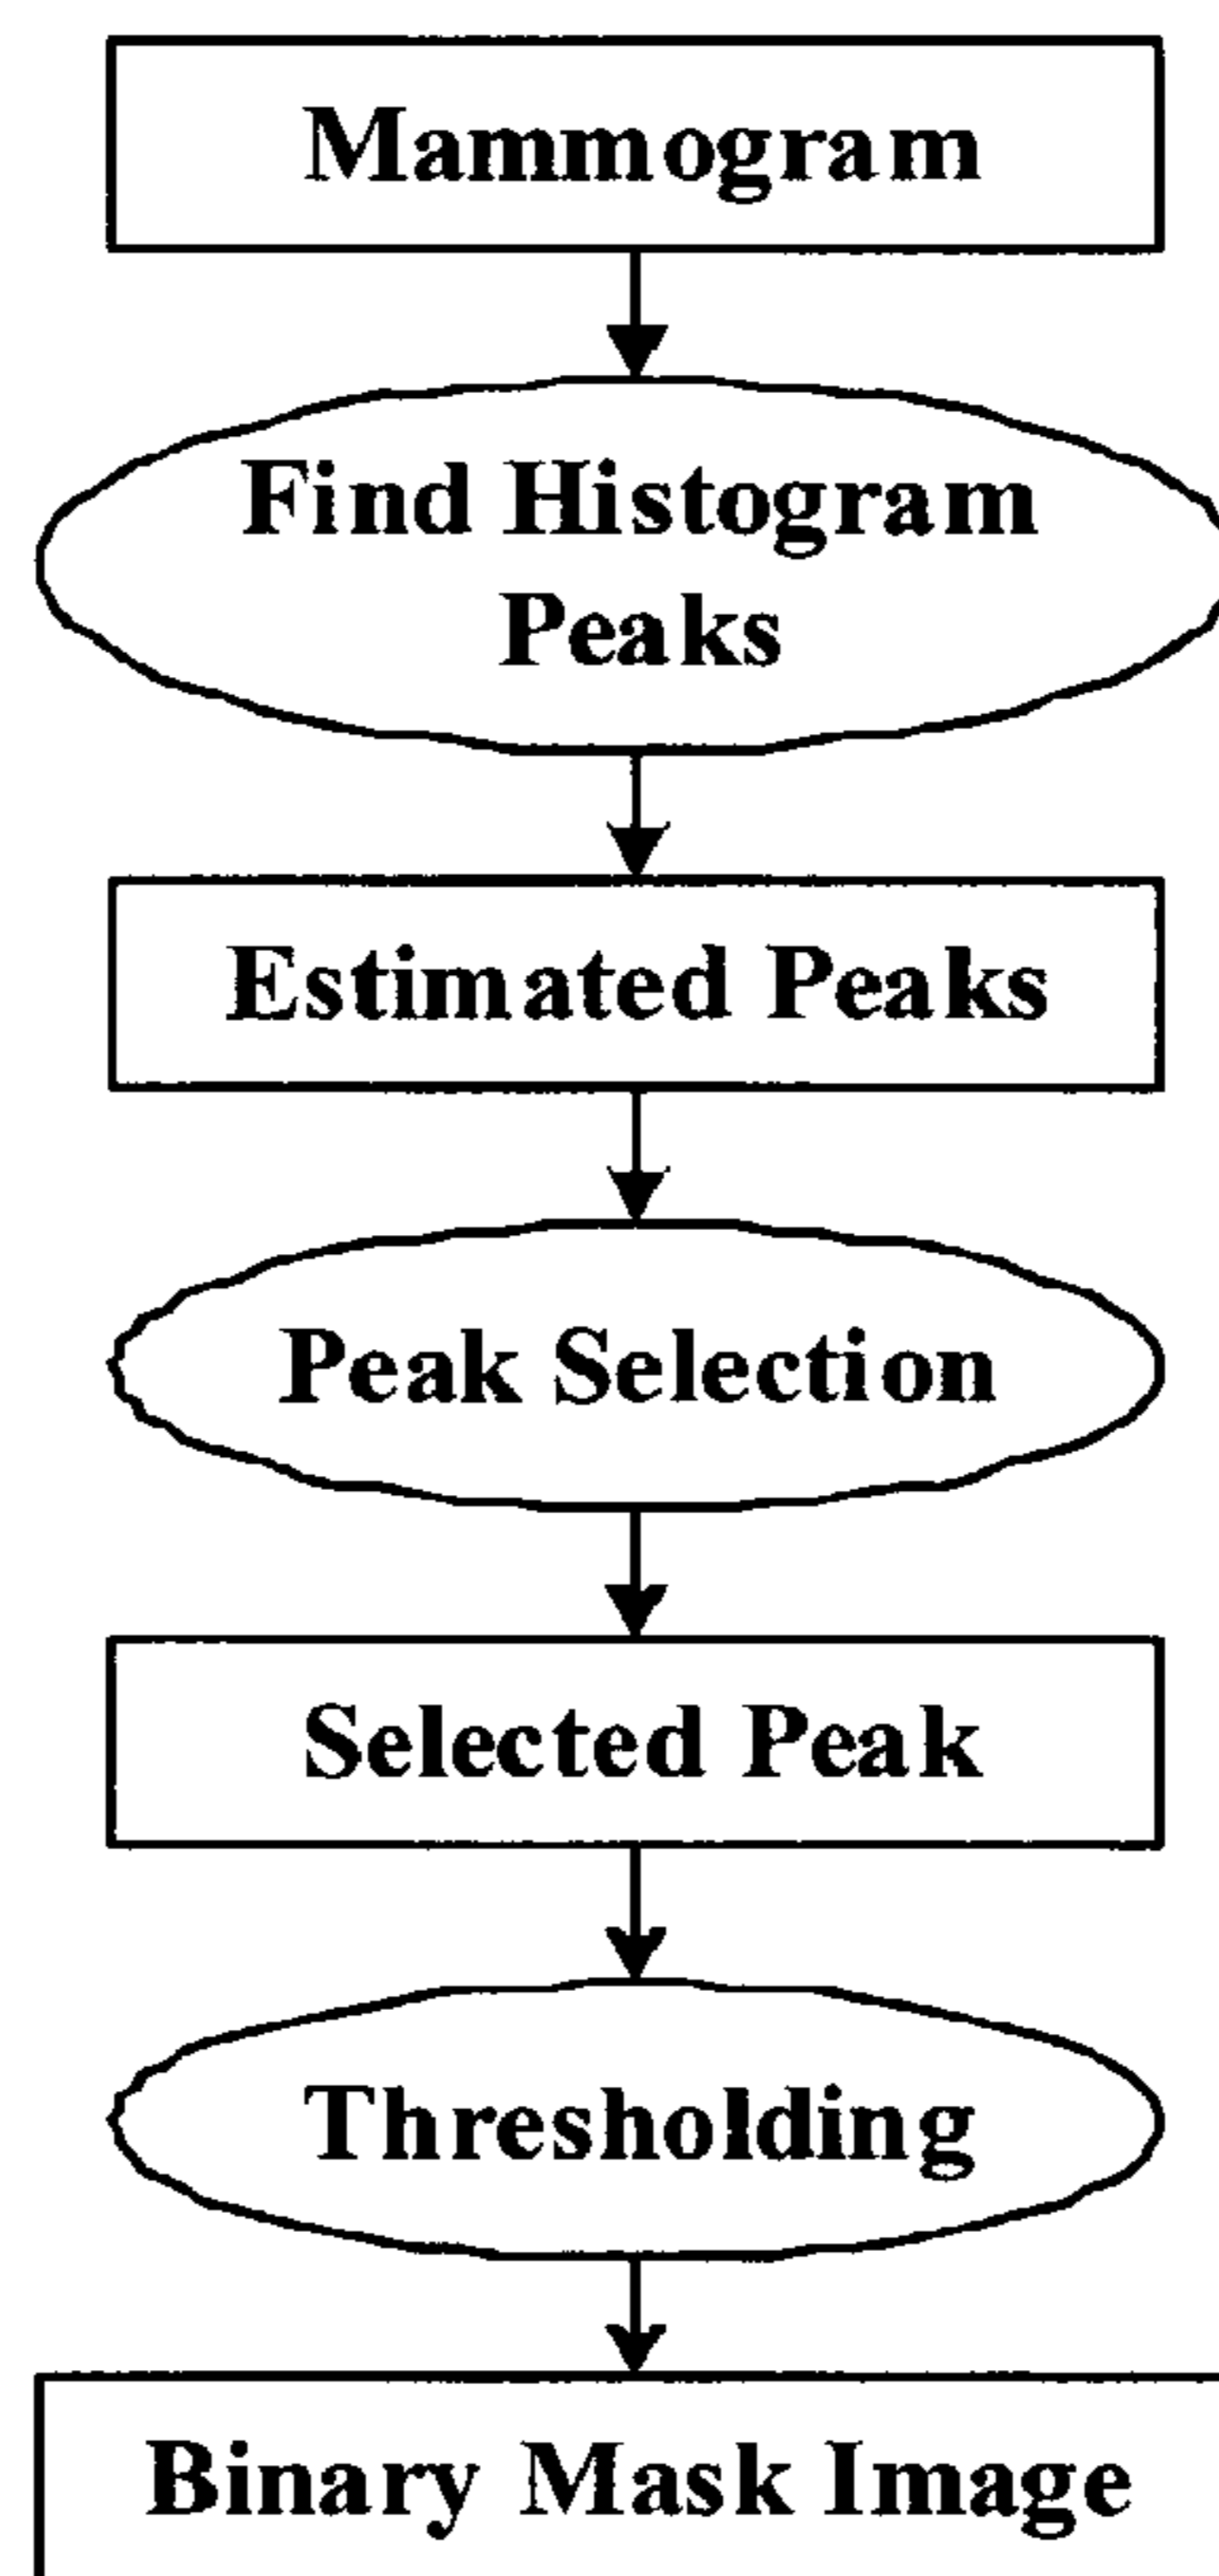 Mammogram
Find Histogram
Peaks
Estimated Peaks
Peak Selection
Selected Peak
Thresholding
Binary Mask Image